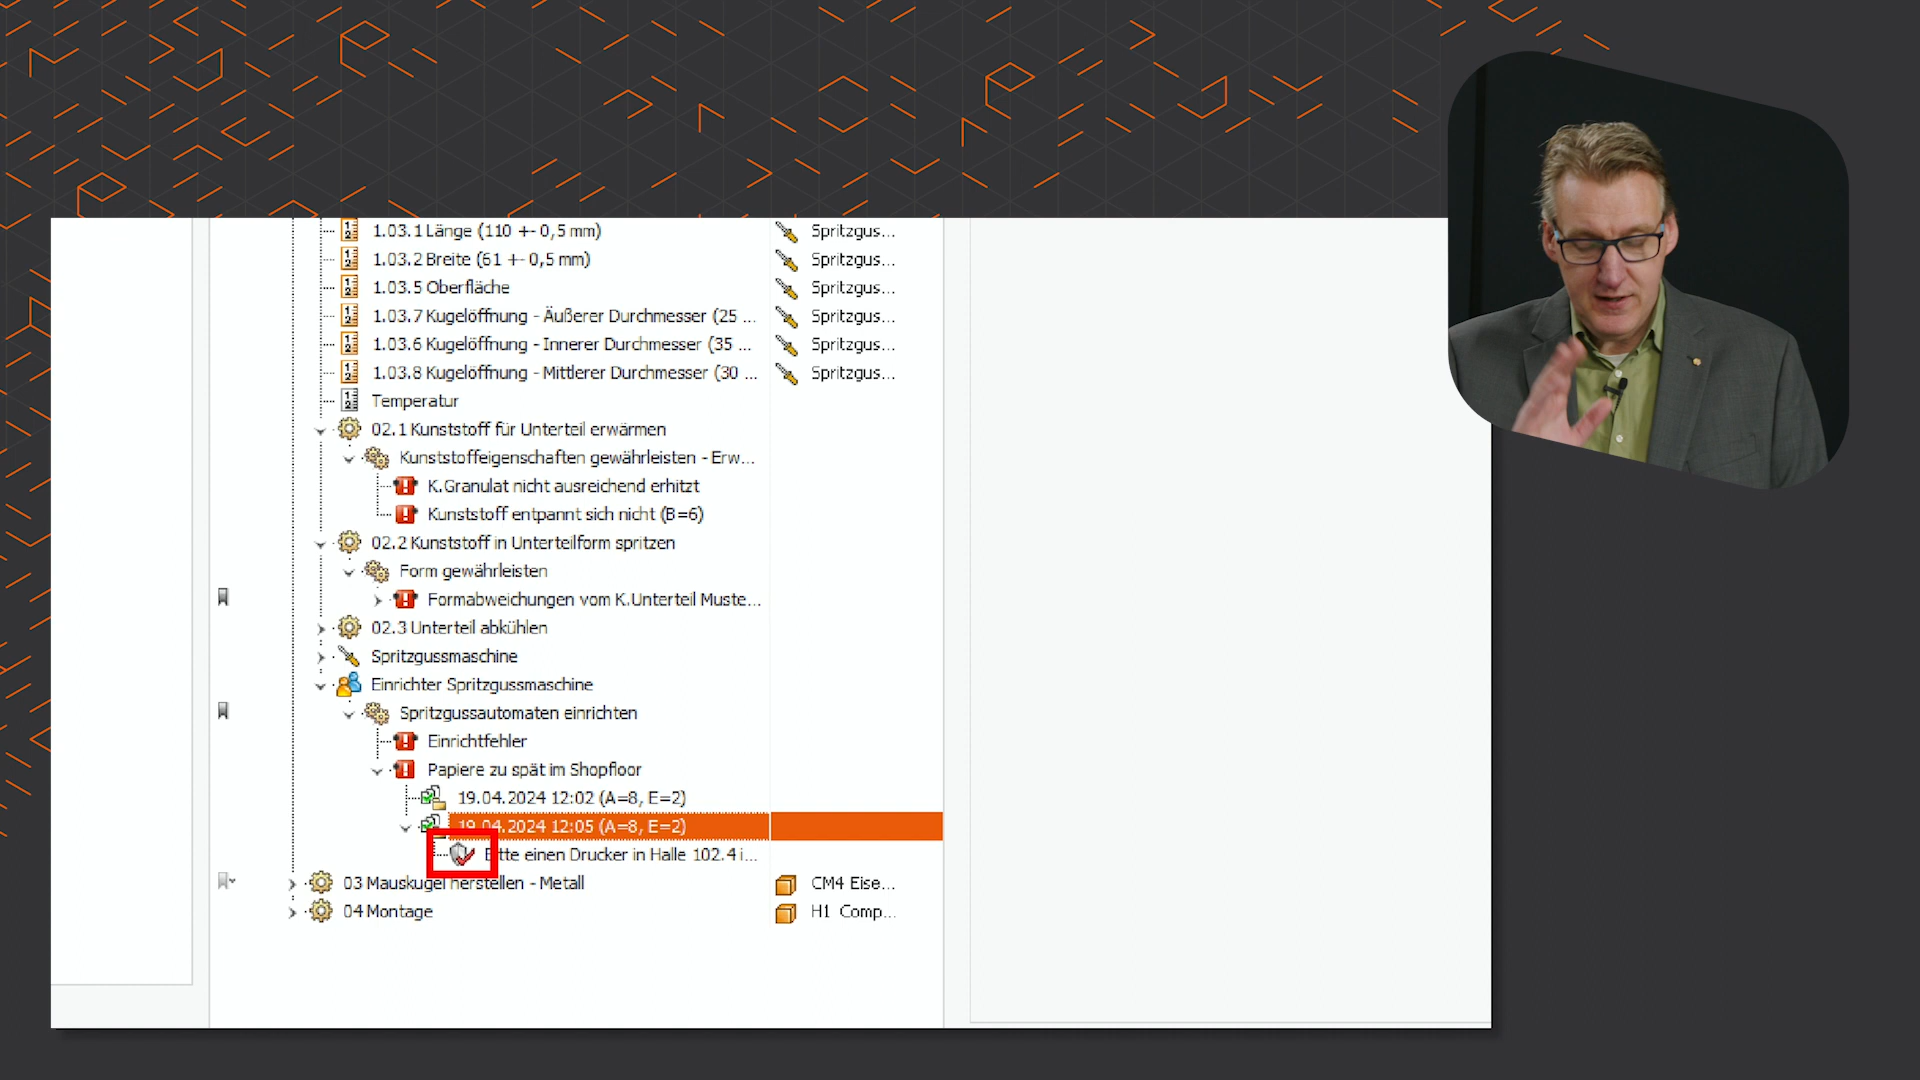 1.03.1 Länge (110 +- 0,5 mm) Spritzgus...
1.03.2 Breite (61 +- 0,5 mm) Spritzgus...
1.03.5 Oberfläche Spritzgus...
1.03.7 Kugelöffnung - Äußerer Durchmesser (25 ... Spritzgus...
1.03.6 Kugelöffnung - Innerer Durchmesser (35 ... Spritzgus...
1.03.8 Kugelöffnung - Mittlerer Durchmesser (30 ... Spritzgus...
Temperatur
02.1 Kunststoff für Unterteil erwärmen
Kunststoffeigenschaften gewährleisten - Erw...
K.Granulat nicht ausreichend erhitzt
Kunststoff entpannt sich nicht (B=6)
02.2 Kunststoff in Unterteilform spritzen
Form gewährleisten
Formabweichungen vom K.Unterteil Muste...
02.3 Unterteil abkühlen
Spritzgussmaschine
Einrichter Spritzgussmaschine
Spritzgussautomaten einrichten
Einrichtfehler
Papiere zu spät im Shopfloor
19.04.2024 12:02 (A=8, E=2)
19.04.2024 12:05 (A=8, E=2)
Bitte einen Drucker in Halle 102.4 i...
03 Mauskugel herstellen - Metall CM4 Eise...
04 Montage H1 Comp...